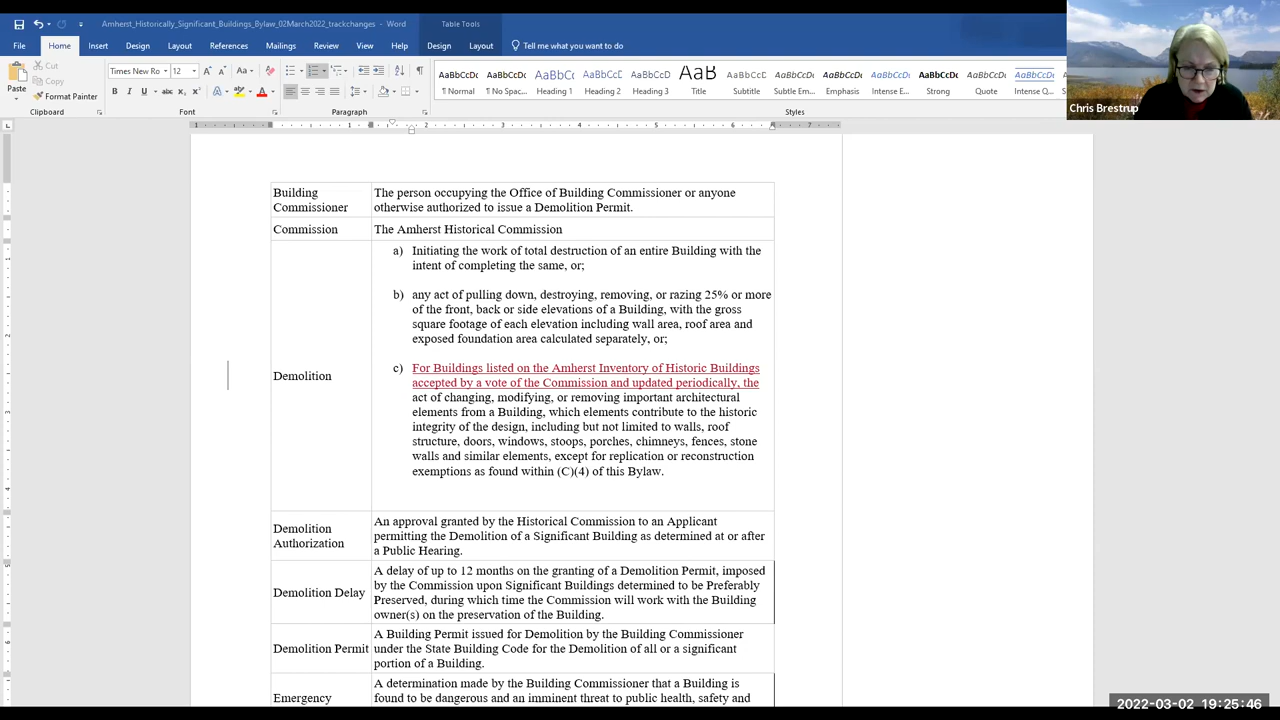 Amherst_Historically_Significant_Buildings_Bylaw_02March2022_trackchanges - Word
Table Tools
File Home Insert Design Layout References Mailings Review View Help Design Layout Tell me what you want to do
Cut
Copy
Format Painter
Paste
Clipboard
Times New Ro 12
Font
Paragraph
AaBbCcDc ¶ Normal
AaBbCcDc ¶ No Spac...
AaBbCc Heading 1
AaBbCcDc Heading 2
AaBbCcD Heading 3
AaB Title
AaBbCcDc Subtitle
AaBbCcDc Subtle Em...
AaBbCcDc Emphasis
AaBbCcDc Intense E...
AaBbCcDc Strong
AaBbCcDc Quote
AaBbCcDc Intense Q...
Styles
Chris Brestrup
Building
Commissioner
The person occupying the Office of Building Commissioner or anyone
otherwise authorized to issue a Demolition Permit.
Commission
The Amherst Historical Commission
Demolition
a) Initiating the work of total destruction of an entire Building with the
intent of completing the same, or;
b) any act of pulling down, destroying, removing, or razing 25% or more
of the front, back or side elevations of a Building, with the gross
square footage of each elevation including wall area, roof area and
exposed foundation area calculated separately, or;
c) For Buildings listed on the Amherst Inventory of Historic Buildings
accepted by a vote of the Commission and updated periodically, the
act of changing, modifying, or removing important architectural
elements from a Building, which elements contribute to the historic
integrity of the design, including but not limited to walls, roof
structure, doors, windows, stoops, porches, chimneys, fences, stone
walls and similar elements, except for replication or reconstruction
exemptions as found within (C)(4) of this Bylaw.
Demolition
Authorization
An approval granted by the Historical Commission to an Applicant
permitting the Demolition of a Significant Building as determined at or after
a Public Hearing.
Demolition Delay
A delay of up to 12 months on the granting of a Demolition Permit, imposed
by the Commission upon Significant Buildings determined to be Preferably
Preserved, during which time the Commission will work with the Building
owner(s) on the preservation of the Building.
Demolition Permit
A Building Permit issued for Demolition by the Building Commissioner
under the State Building Code for the Demolition of all or a significant
portion of a Building.
Emergency
A determination made by the Building Commissioner that a Building is
found to be dangerous and an imminent threat to public health, safety and
2022-03-02 19:25:46